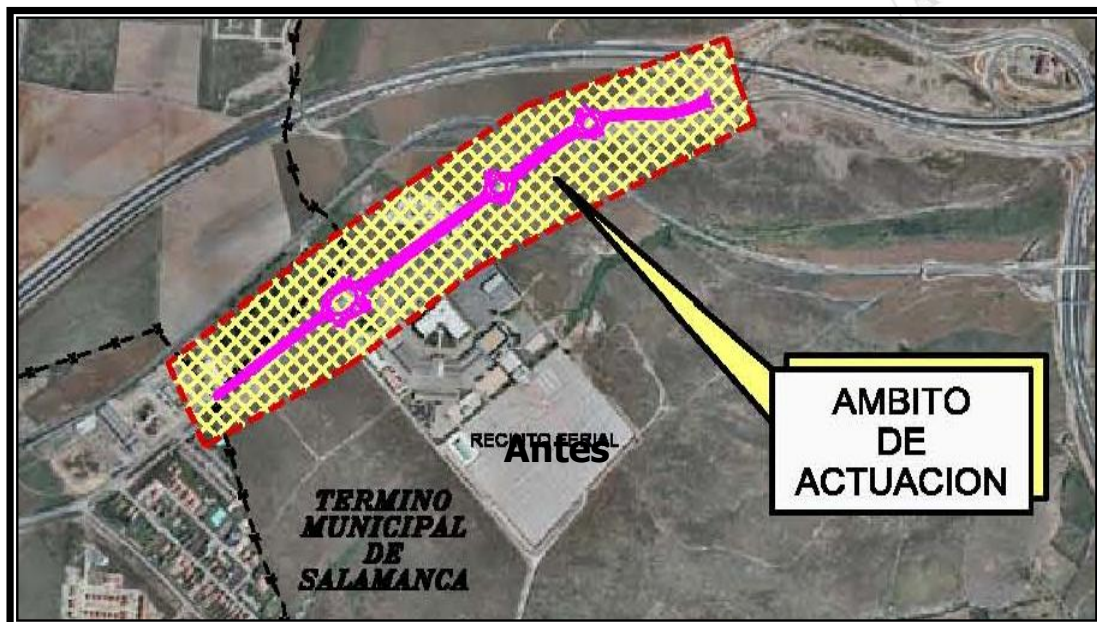 AMBITO
DE
ACTUACION
RECINTO FERIAL
Antes
TERMINO
MUNICIPAL
DE
SALAMANCA